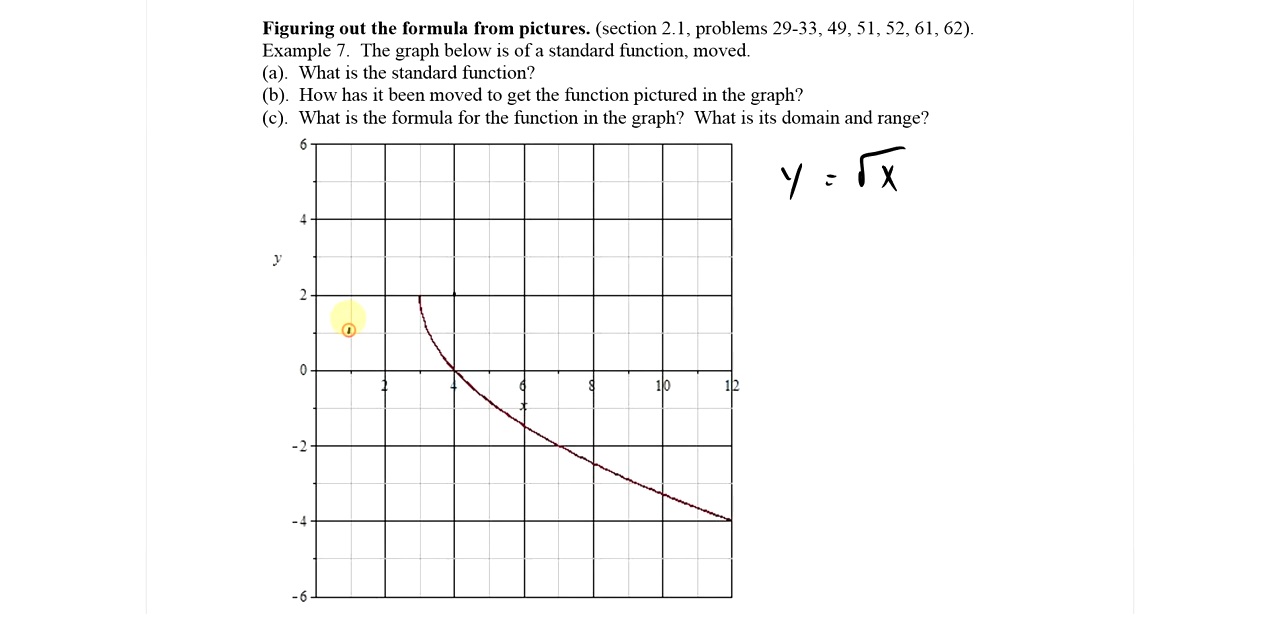 Figuring out the formula from pictures. (section 2.1, problems 29-33, 49, 51, 52, 61, 62).
Example 7. The graph below is of a standard function, moved.
(a). What is the standard function?
(b). How has it been moved to get the function pictured in the graph?
(c). What is the formula for the function in the graph? What is its domain and range?
6
y = √x
4
y
2
0
2 4 6 8 10 12
x
-2
-4
-6